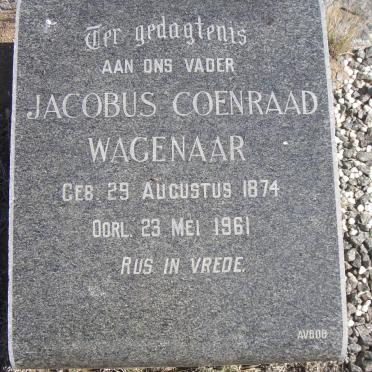 Ter gedagtenis
AAN ONS VADER
JACOBUS COENRAAD
WAGENAAR
GEB. 29 AUGUSTUS 1874
OORL. 23 MEI 1961
RUS IN VREDE.
AVBOB